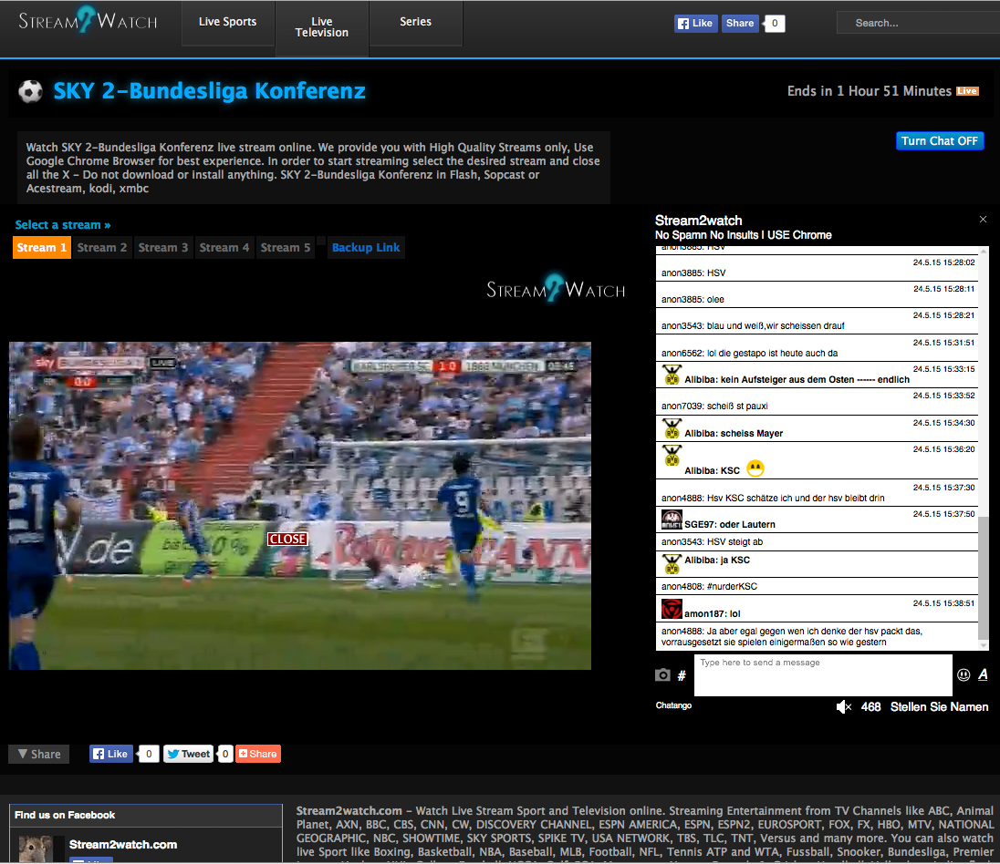 STREAM2WATCH
Live Sports
Live
Television
Series
Like
Share
0
Search...
SKY 2-Bundesliga Konferenz
Ends in 1 Hour 51 Minutes Live
Watch SKY 2-Bundesliga Konferenz live stream online. We provide you with High Quality Streams only, Use
Google Chrome Browser for best experience. In order to start streaming select the desired stream and close
all the X - Do not download or install anything. SKY 2-Bundesliga Konferenz in Flash, Sopcast or
Acestream, kodi, xmbc
Turn Chat OFF
Select a stream »
Stream 1 Stream 2 Stream 3 Stream 4 Stream 5 Backup Link
STREAM2WATCH
sky BUNDESLIGA LIVE
0:0
KARLSRUHER SC 1 0 1860 MÜNCHEN
21
9
.de
CLOSE
Stream2watch
No Spamn No Insults I USE Chrome
anon3885: HSV
24.5.15 15:28:02
anon3885: HSV
24.5.15 15:28:11
anon3885: olee
24.5.15 15:28:21
anon3543: blau und weiß,wir scheissen drauf
24.5.15 15:31:51
anon6562: lol die gestapo ist heute auch da
24.5.15 15:33:15
Alibiba: kein Aufsteiger aus dem Osten ------ endlich
24.5.15 15:33:52
anon7039: scheiß st pauxi
24.5.15 15:34:30
Alibiba: scheiss Mayer
24.5.15 15:36:20
Alibiba: KSC
24.5.15 15:37:30
anon4888: Hsv KSC schätze ich und der hsv bleibt drin
24.5.15 15:37:50
SGE97: oder Lautern
anon3543: HSV steigt ab
Alibiba: ja KSC
anon4808: #nurderKSC
24.5.15 15:38:51
amon187: lol
anon4888: Ja aber egal gegen wen ich denke der hsv packt das,
vorrausgesetzt sie spielen einigermaßen so wie gestern
Type here to send a message
# A
Chatango
468 Stellen Sie Namen
Share
Like 0 Tweet 0 Share
Find us on Facebook
Stream2watch.com
Stream2watch.com - Watch Live Stream Sport and Television online. Streaming Entertainment from TV Channels like ABC, Animal
Planet, AXN, BBC, CBS, CNN, CW, DISCOVERY CHANNEL, ESPN AMERICA, ESPN, ESPN2, EUROSPORT, FOX, FX, HBO, MTV, NATIONAL
GEOGRAPHIC, NBC, SHOWTIME, SKY SPORTS, SPIKE TV, USA NETWORK, TBS, TLC, TNT, Versus and many more. You can also watch
live Sport like Boxing, Basketball, NBA, Baseball, MLB, Football, NFL, Tennis ATP and WTA, Fussball, Snooker, Bundesliga, Premier